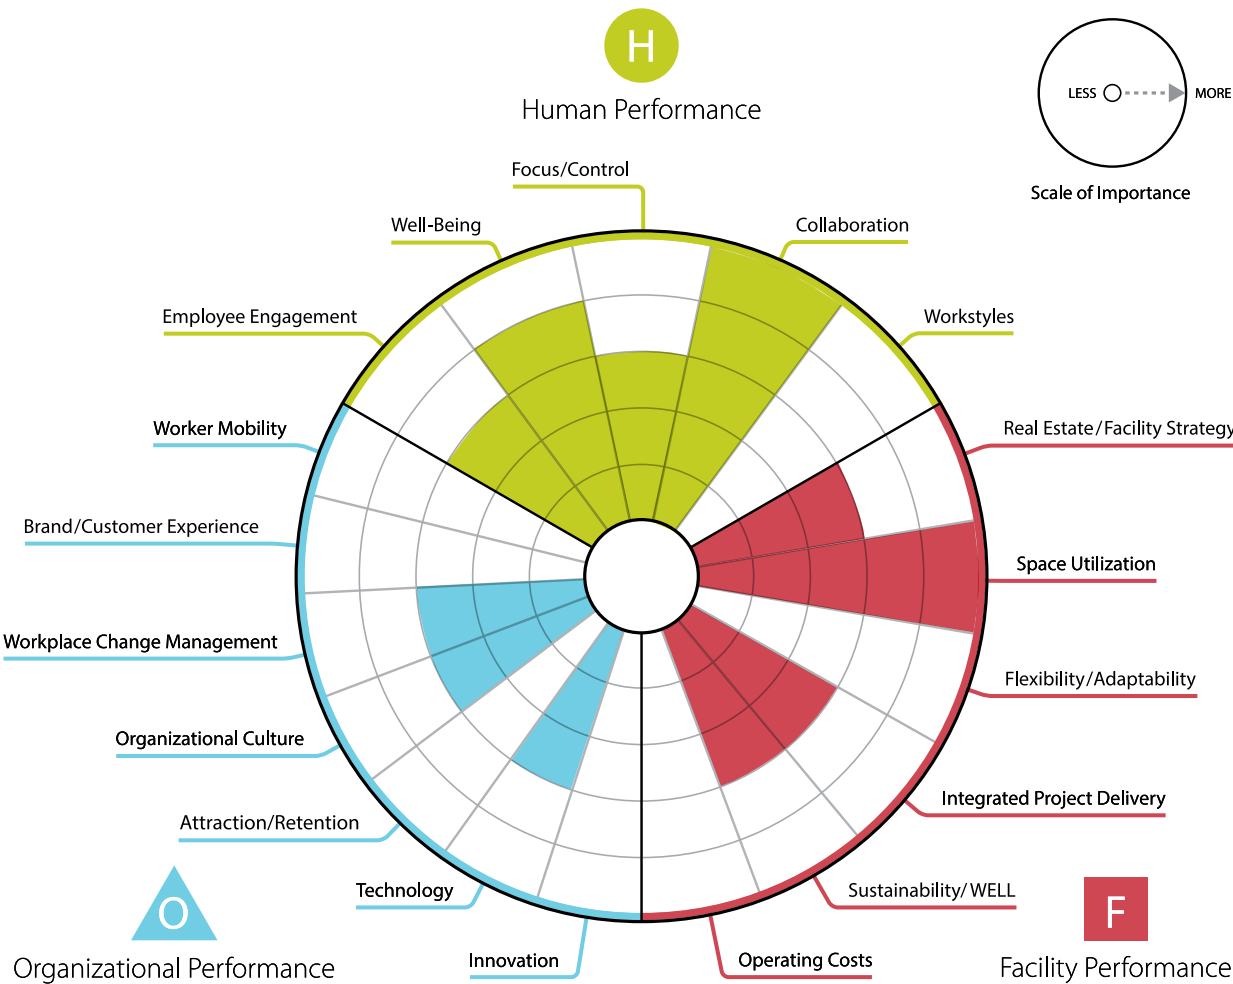 H
Human Performance
LESS
MORE
Scale of Importance
Focus/Control
Well-Being
Collaboration
Employee Engagement
Workstyles
Worker Mobility
Real Estate/Facility Strategy
Brand/Customer Experience
Space Utilization
Workplace Change Management
Flexibility/Adaptability
Organizational Culture
Integrated Project Delivery
Attraction/Retention
Technology
Sustainability/WELL
Innovation
Operating Costs
O
Organizational Performance
F
Facility Performance